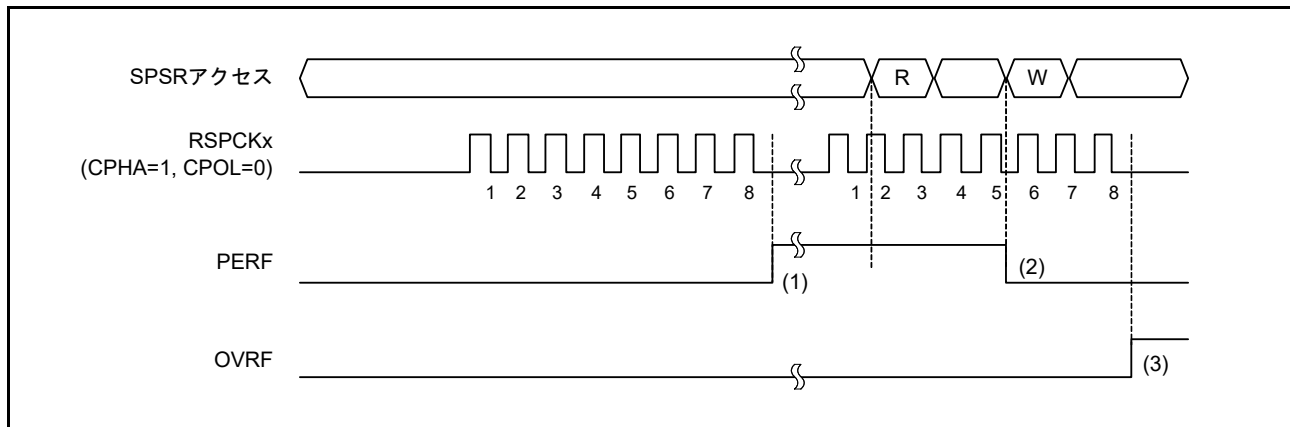 SPSRアクセス
R
W
RSPCKx
(CPHA=1, CPOL=0)
1 2 3 4 5 6 7 8 1 2 3 4 5 6 7 8
PERF
(1)
(2)
OVRF
(3)